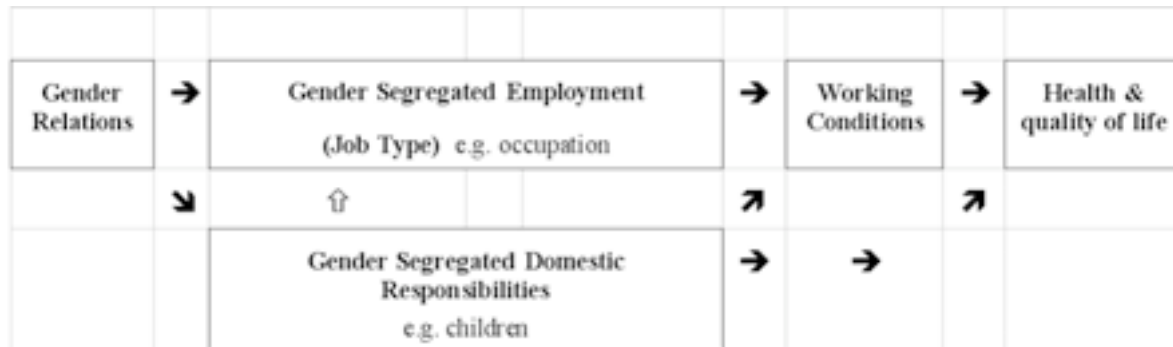 Gender
Relations
Gender Segregated Employment
(Job Type) e.g. occupation
Working
Conditions
Health &
quality of life
Gender Segregated Domestic
Responsibilities
e.g. children